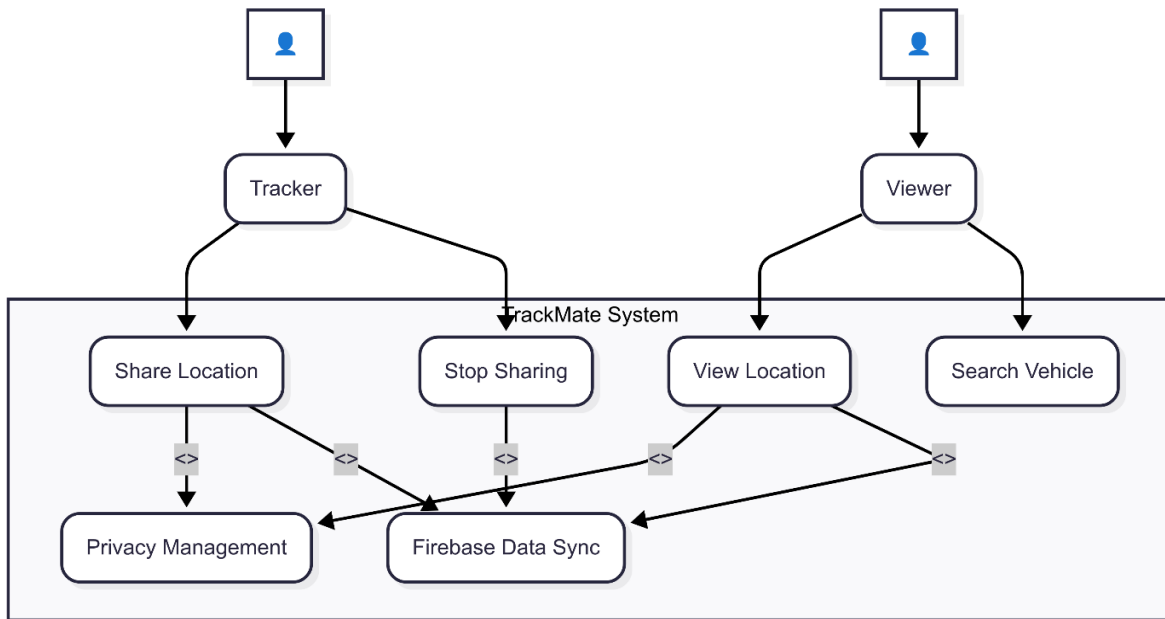 Tracker
Viewer
TrackMate System
Share Location
Stop Sharing
View Location
Search Vehicle
<>
<>
<>
<>
<>
Privacy Management
Firebase Data Sync